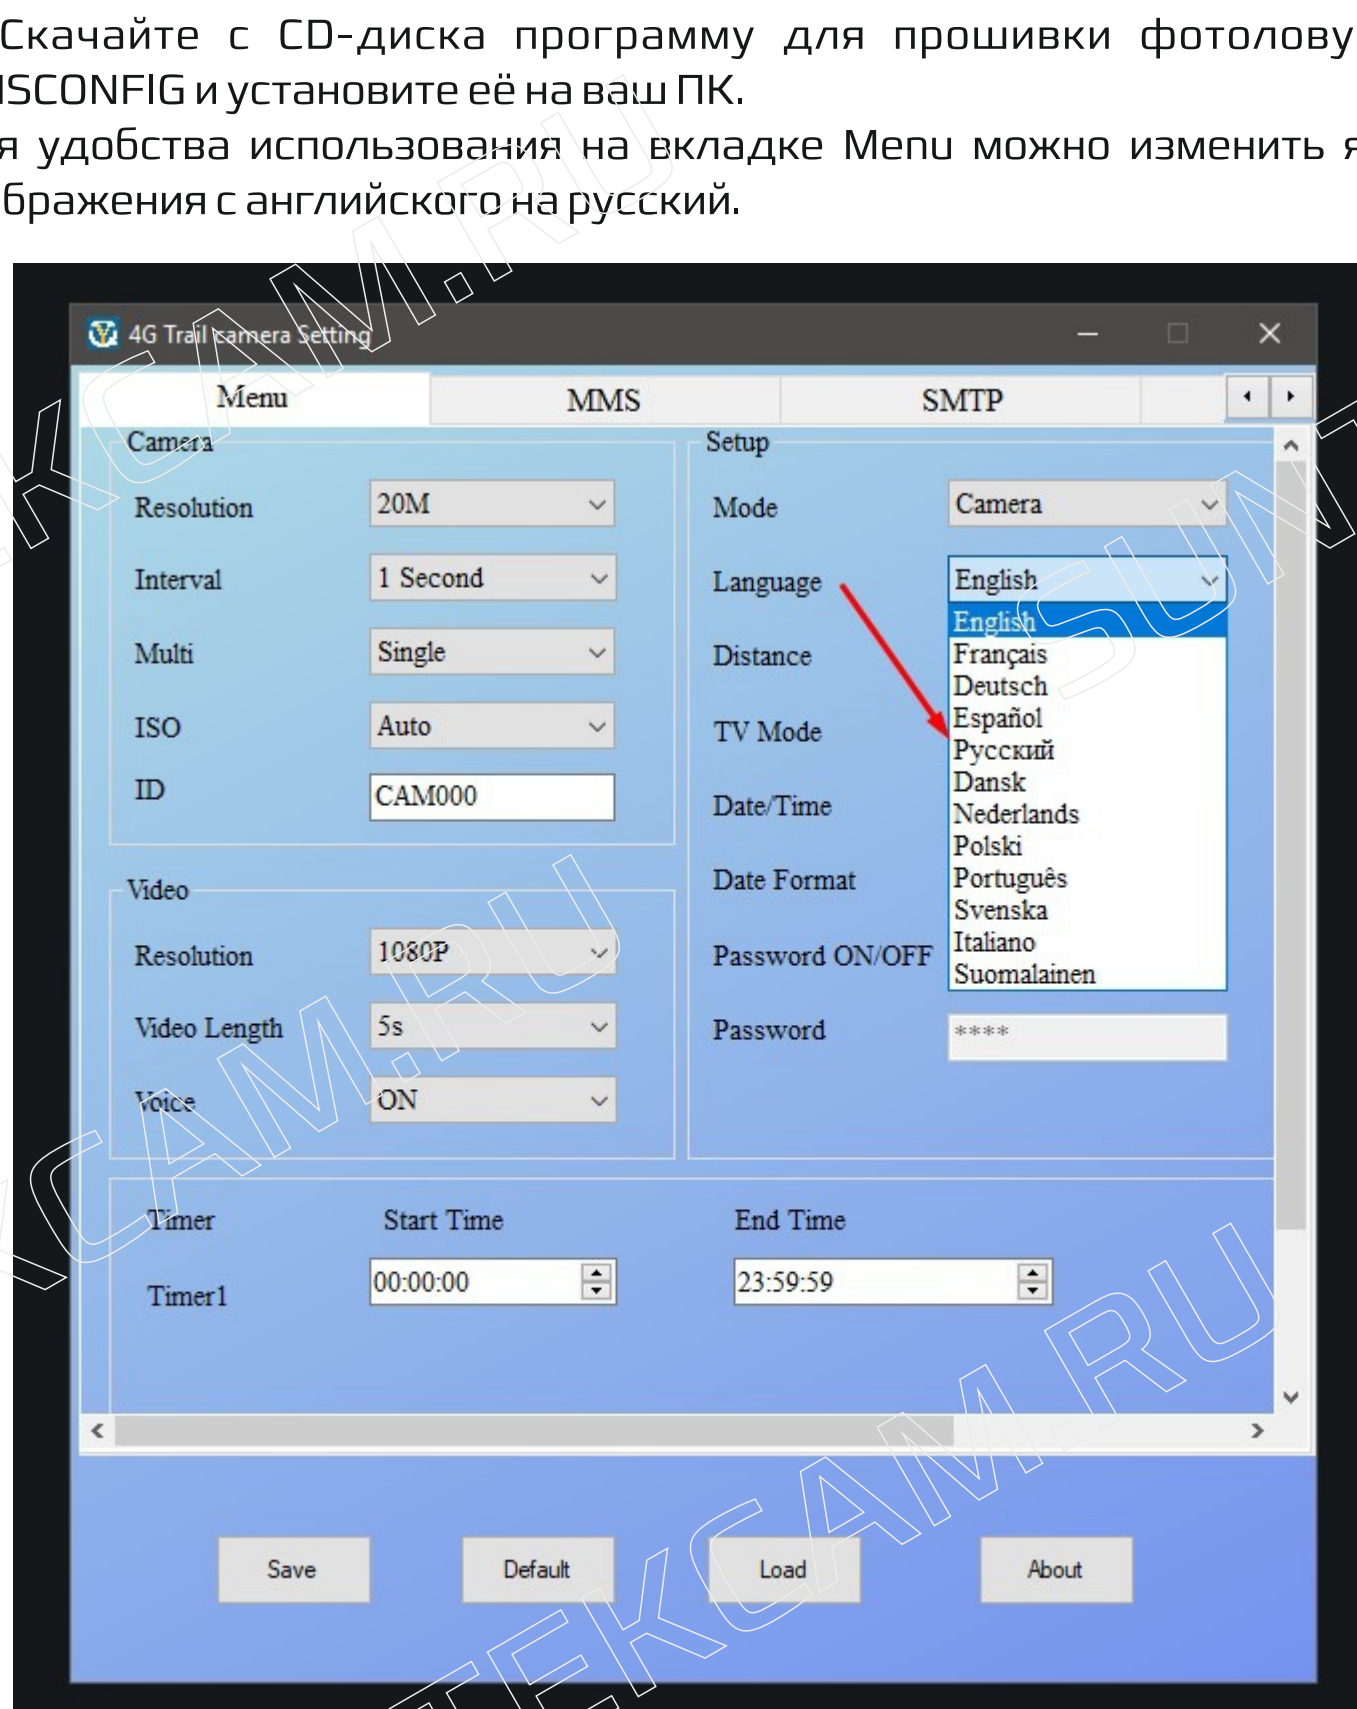 Скачайте с CD-диска программу для прошивки фотолову
ISCONFIG и установите её на ваш ПК.
я удобства использования на вкладке Menu можно изменить я
бражения с английского на русский.
4G Trail camera Setting
Menu MMS SMTP
Camera Setup
Resolution 20M Mode Camera
Interval 1 Second Language English
English
Multi Single Distance
Français
Deutsch
ISO Auto TV Mode
Español
Русский
ID CAM000 Date/Time
Dansk
Nederlands
Polski
Video Date Format
Português
Svenska
Resolution 1080P Password ON/OFF
Italiano
Suomalainen
Video Length 5s Password ****
Voice ON
Timer Start Time End Time
Timer1 00:00:00 23:59:59
Save Default Load About
SUNTEKCAM.RU